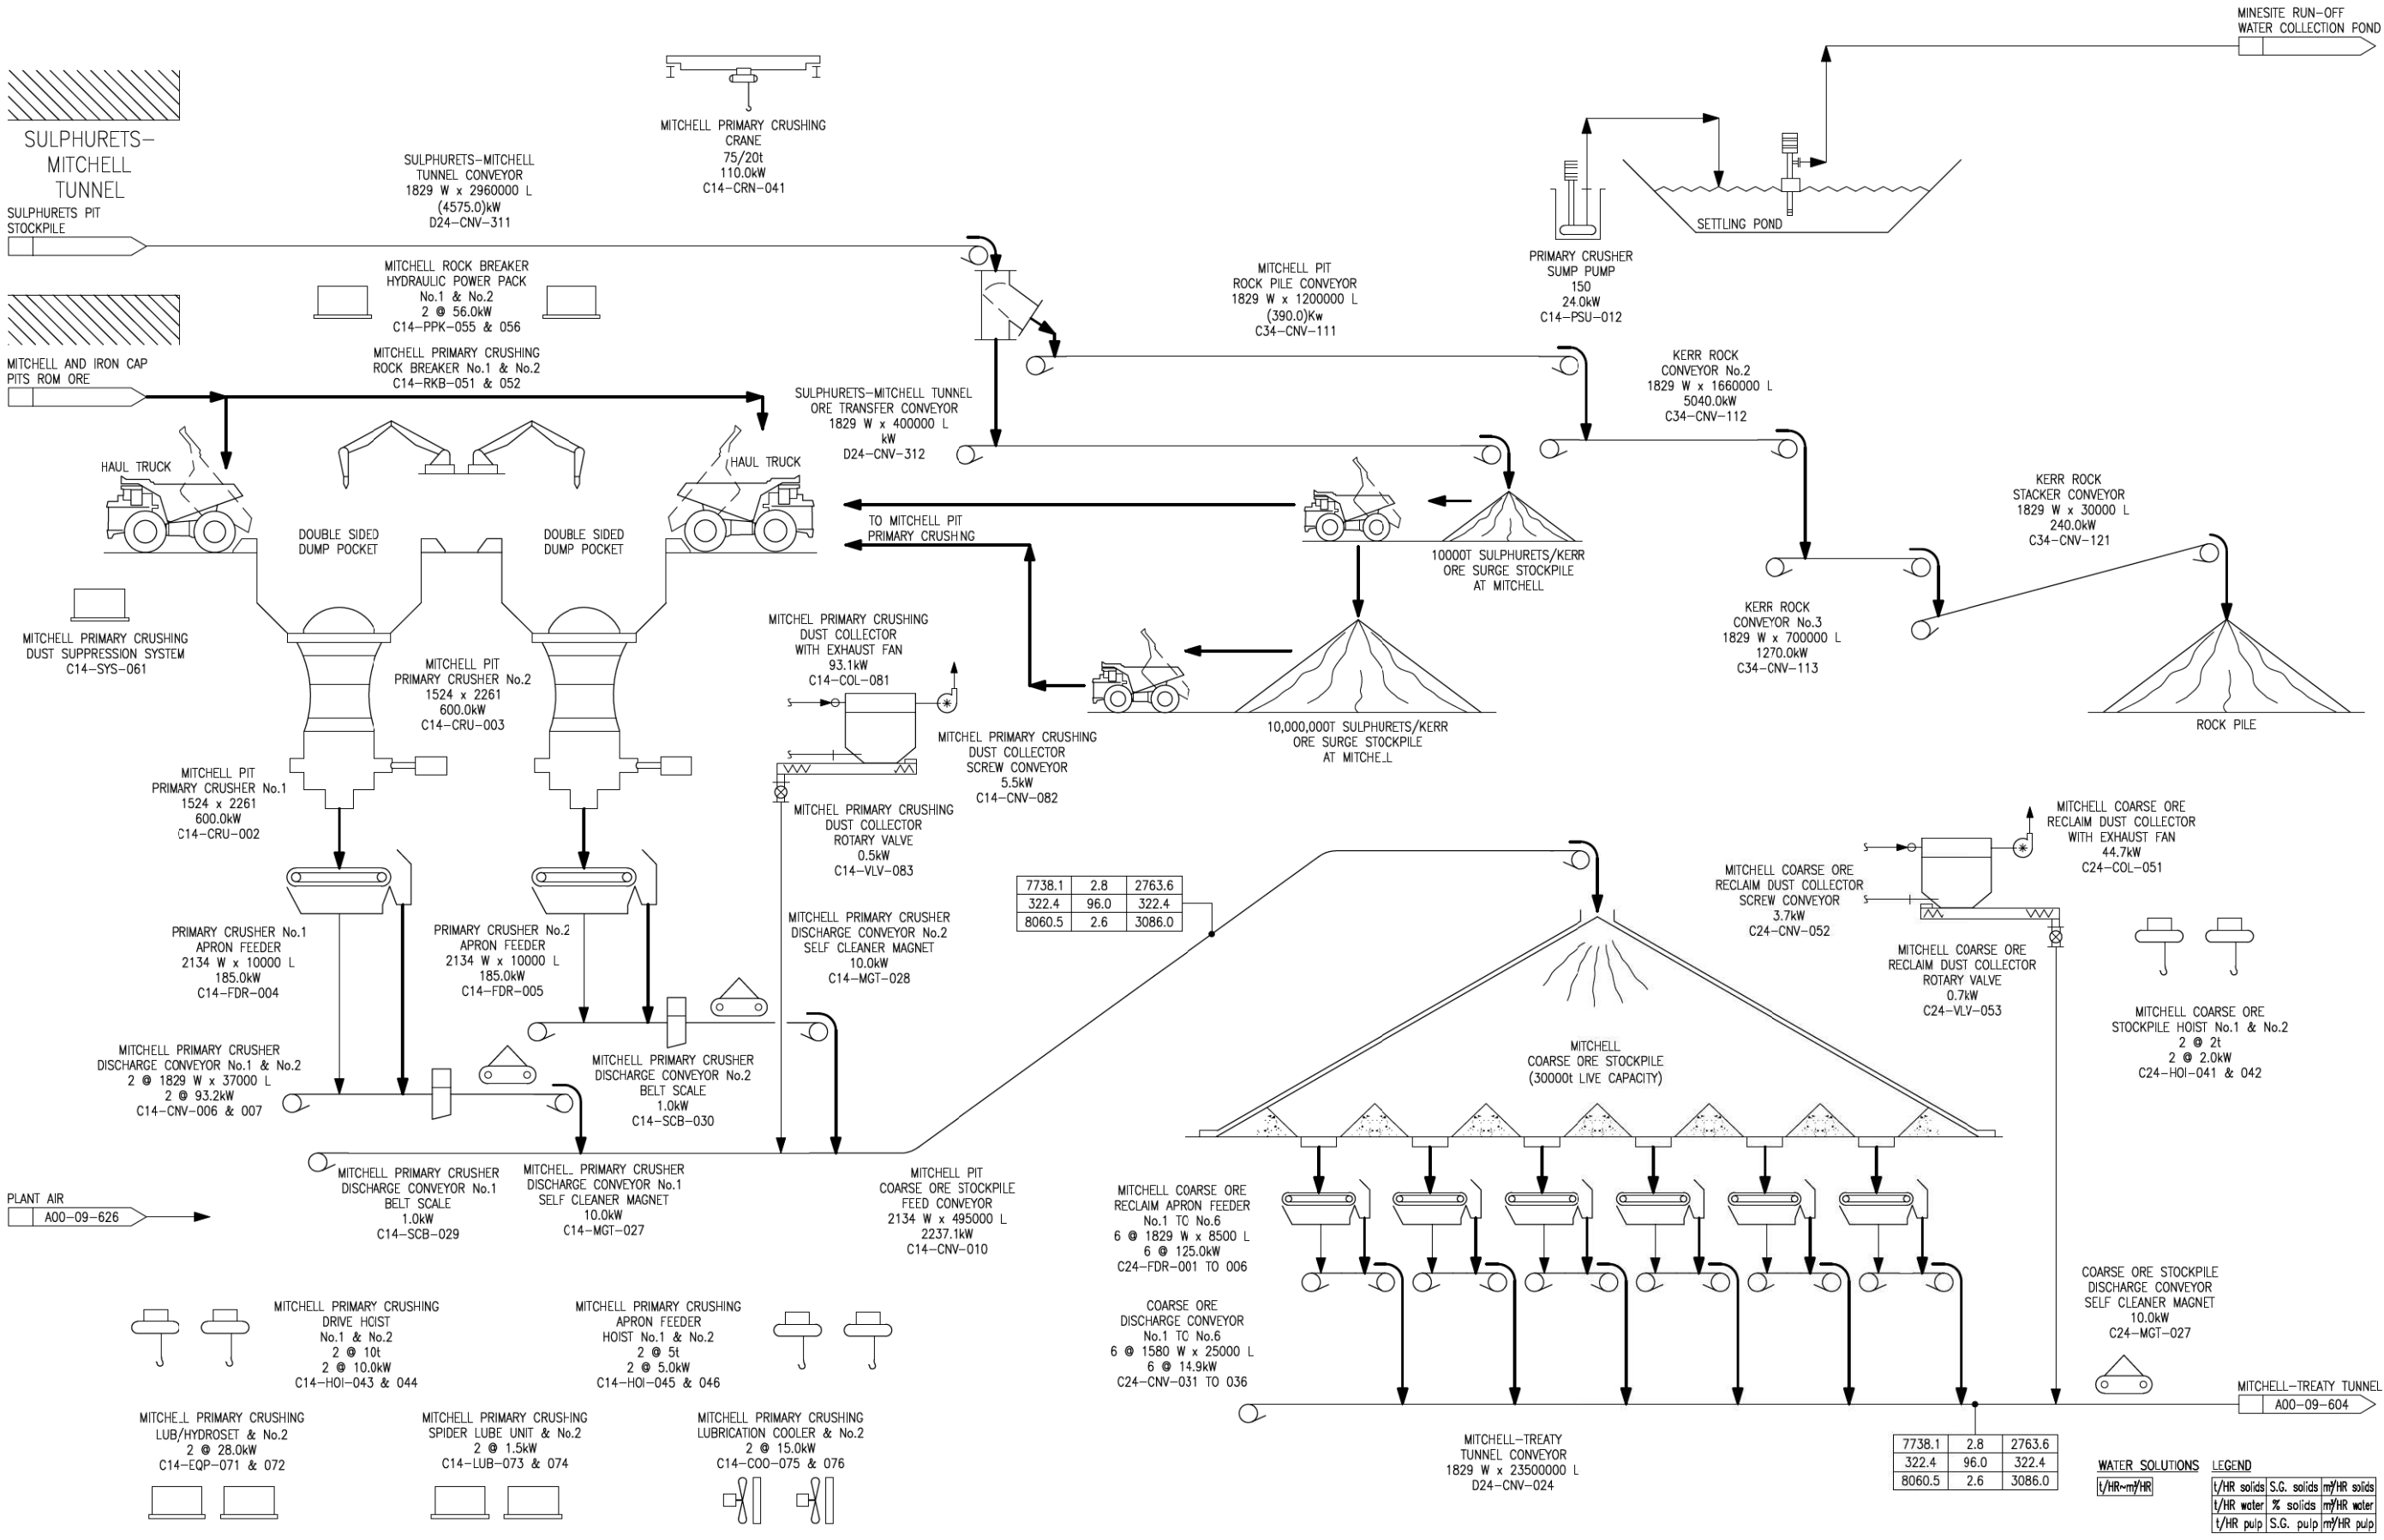 MINESITE RUN-OFF
WATER COLLECTION POND
SULPHURETS-
MITCHELL
TUNNEL
SULPHURETS PIT
STOCKPILE
SULPHURETS-MITCHELL
TUNNEL CONVEYOR
1829 W x 2960000 L
(4575.0)kW
D24-CNV-311
MITCHELL PRIMARY CRUSHING
CRANE
75/20t
110.0kW
C14-CRN-041
SETTLING POND
PRIMARY CRUSHER
SUMP PUMP
150
24.0kW
C14-PSU-012
MITCHELL ROCK BREAKER
HYDRAULIC POWER PACK
No.1 & No.2
2 @ 56.0kW
C14-PPK-055 & 056
MITCHELL PIT
ROCK PILE CONVEYOR
1829 W x 1200000 L
(390.0)Kw
C34-CNV-111
MITCHELL AND IRON CAP
PITS ROM ORE
MITCHELL PRIMARY CRUSHING
ROCK BREAKER No.1 & No.2
C14-RKB-051 & 052
SULPHURETS-MITCHELL TUNNEL
ORE TRANSFER CONVEYOR
1829 W x 400000 L
kW
D24-CNV-312
KERR ROCK
CONVEYOR No.2
1829 W x 1660000 L
5040.0kW
C34-CNV-112
HAUL TRUCK
HAUL TRUCK
DOUBLE SIDED
DUMP POCKET
DOUBLE SIDED
DUMP POCKET
TO MITCHELL PIT
PRIMARY CRUSHNG
10000T SULPHURETS/KERR
ORE SURGE STOCKPILE
AT MITCHELL
KERR ROCK
STACKER CONVEYOR
1829 W x 30000 L
240.0kW
C34-CNV-121
KERR ROCK
CONVEYOR No.3
1829 W x 700000 L
1270.0kW
C34-CNV-113
ROCK PILE
MITCHELL PRIMARY CRUSHING
DUST SUPPRESSION SYSTEM
C14-SYS-061
MITCHELL PIT
PRIMARY CRUSHER No.2
1524 x 2261
600.0kW
C14-CRU-003
MITCHEL PRIMARY CRUSHING
DUST COLLECTOR
WITH EXHAUST FAN
93.1kW
C14-COL-081
MITCHEL PRIMARY CRUSHING
DUST COLLECTOR
SCREW CONVEYOR
5.5kW
C14-CNV-082
10,000,000T SULPHURETS/KERR
ORE SURGE STOCKPILE
AT MITCHELL
MITCHELL PIT
PRIMARY CRUSHER No.1
1524 x 2261
600.0kW
C14-CRU-002
MITCHEL PRIMARY CRUSHING
DUST COLLECTOR
ROTARY VALVE
0.5kW
C14-VLV-083
MITCHELL COARSE ORE
RECLAIM DUST COLLECTOR
WITH EXHAUST FAN
44.7kW
C24-COL-051
MITCHELL COARSE ORE
RECLAIM DUST COLLECTOR
SCREW CONVEYOR
3.7kW
C24-CNV-052
7738.1 2.8 2763.6
322.4 96.0 322.4
8060.5 2.6 3086.0
PRIMARY CRUSHER No.1
APRON FEEDER
2134 W x 10000 L
185.0kW
C14-FDR-004
PRIMARY CRUSHER No.2
APRON FEEDER
2134 W x 10000 L
185.0kW
C14-FDR-005
MITCHELL PRIMARY CRUSHER
DISCHARGE CONVEYOR No.2
SELF CLEANER MAGNET
10.0kW
C14-MGT-028
MITCHELL COARSE ORE
RECLAIM DUST COLLECTOR
ROTARY VALVE
0.7kW
C24-VLV-053
MITCHELL COARSE ORE
STOCKPILE HOIST No.1 & No.2
2 @ 2t
2 @ 2.0kW
C24-HOI-041 & 042
MITCHELL PRIMARY CRUSHER
DISCHARGE CONVEYOR No.1 & No.2
2 @ 1829 W x 37000 L
2 @ 93.2kW
C14-CNV-006 & 007
MITCHELL PRIMARY CRUSHER
DISCHARGE CONVEYOR No.2
BELT SCALE
1.0kW
C14-SCB-030
MITCHELL
COARSE ORE STOCKPILE
(30000t LIVE CAPACITY)
PLANT AIR
A00-09-626
MITCHELL PRIMARY CRUSHER
DISCHARGE CONVEYOR No.1
BELT SCALE
1.0kW
C14-SCB-029
MITCHELL PRIMARY CRUSHER
DISCHARGE CONVEYOR No.1
SELF CLEANER MAGNET
10.0kW
C14-MGT-027
MITCHELL PIT
COARSE ORE STOCKPILE
FEED CONVEYOR
2134 W x 495000 L
2237.1kW
C14-CNV-010
MITCHELL COARSE ORE
RECLAIM APRON FEEDER
No.1 TO No.6
6 @ 1829 W x 8500 L
6 @ 125.0kW
C24-FDR-001 TO 006
COARSE ORE
DISCHARGE CONVEYOR
No.1 TO No.6
6 @ 1580 W x 25000 L
6 @ 14.9kW
C24-CNV-031 TO 036
COARSE ORE STOCKPILE
DISCHARGE CONVEYOR
SELF CLEANER MAGNET
10.0kW
C24-MGT-027
MITCHELL PRIMARY CRUSHING
DRIVE HOIST
No.1 & No.2
2 @ 10t
2 @ 10.0kW
C14-HOI-043 & 044
MITCHELL PRIMARY CRUSHING
APRON FEEDER
HOIST No.1 & No.2
2 @ 5t
2 @ 5.0kW
C14-HOI-045 & 046
MITCHELL-TREATY TUNNEL
A00-09-604
MITCHELL PRIMARY CRUSHING
LUB/HYDROSET & No.2
2 @ 28.0kW
C14-EQP-071 & 072
MITCHELL PRIMARY CRUSHING
SPIDER LUBE UNIT & No.2
2 @ 1.5kW
C14-LUB-073 & 074
MITCHELL PRIMARY CRUSHING
LUBRICATION COOLER & No.2
2 @ 15.0kW
C14-COO-075 & 076
MITCHELL-TREATY
TUNNEL CONVEYOR
1829 W x 23500000 L
D24-CNV-024
7738.1 2.8 2763.6
322.4 96.0 322.4
8060.5 2.6 3086.0
WATER SOLUTIONS
t/HR~m³/HR
LEGEND
t/HR solids S.G. solids m³/HR solids
t/HR water % solids m³/HR water
t/HR pulp S.G. pulp m³/HR pulp